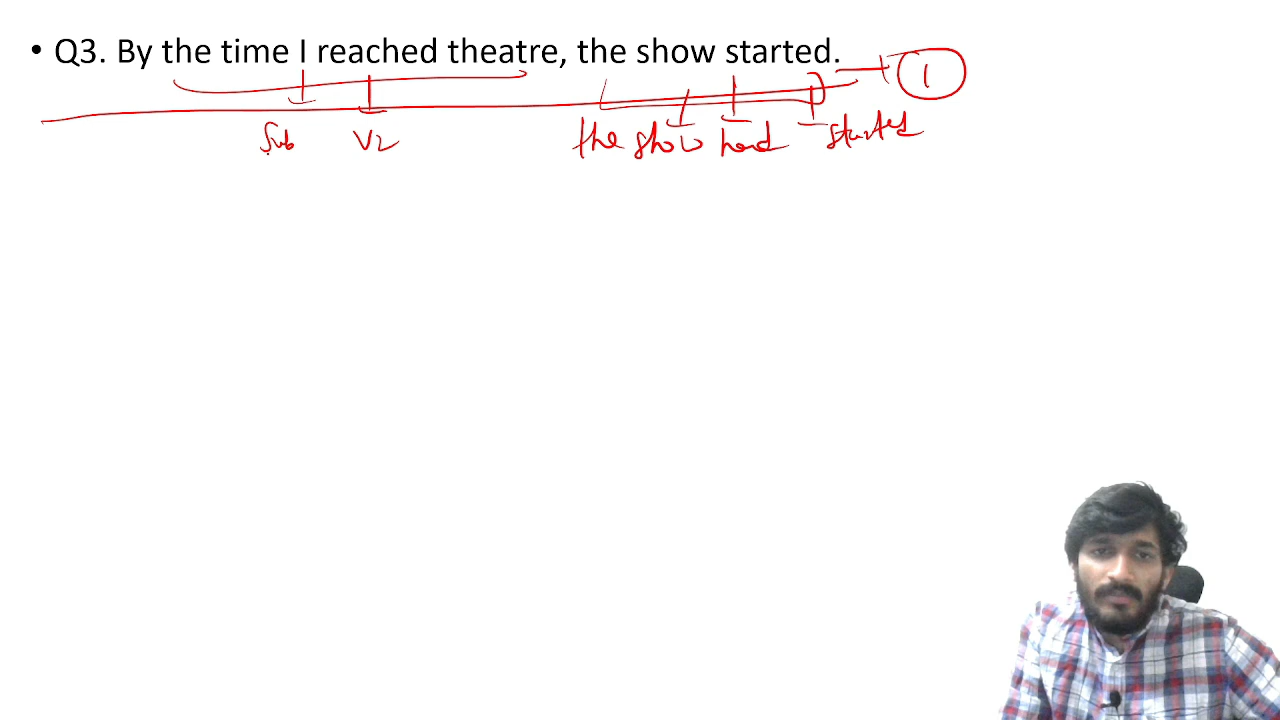 • Q3. By the time I reached theatre, the show started.
1
Sub V2 the show had started